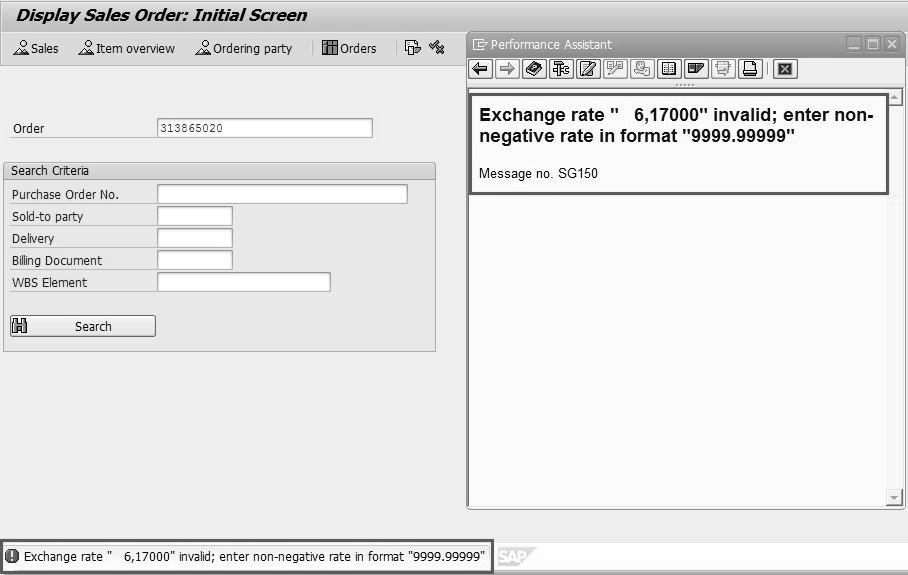 Display Sales Order: Initial Screen
Sales Item overview Ordering party Orders
Performance Assistant
Exchange rate "   6,17000" invalid; enter non-
negative rate in format "9999.99999"
Message no. SG150
Order 313865020
Search Criteria
Purchase Order No.
Sold-to party
Delivery
Billing Document
WBS Element
Search
Exchange rate "   6,17000" invalid; enter non-negative rate in format "9999.99999"
SAP